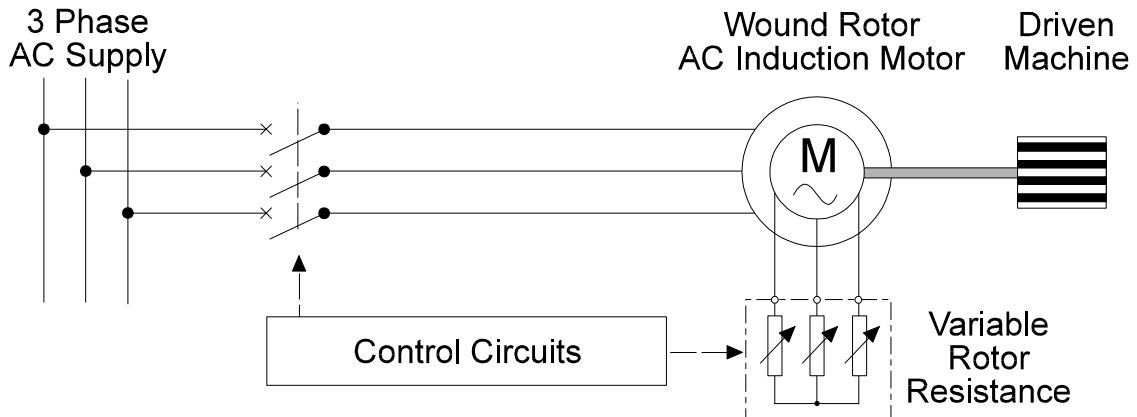 3 Phase
AC Supply
Wound Rotor
AC Induction Motor
Driven
Machine
M
Control Circuits
Variable
Rotor
Resistance